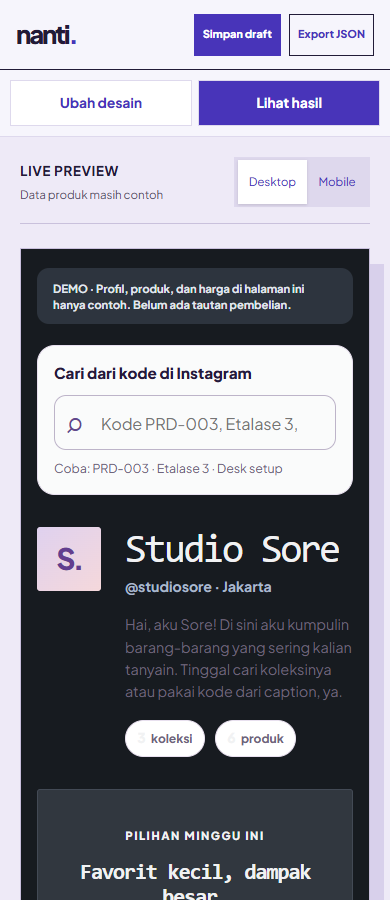 nanti.
Simpan draft
Export JSON
Ubah desain
Lihat hasil
LIVE PREVIEW
Data produk masih contoh
Desktop
Mobile
DEMO · Profil, produk, dan harga di halaman ini
hanya contoh. Belum ada tautan pembelian.
Cari dari kode di Instagram
Kode PRD-003, Etalase 3,
Coba: PRD-003 · Etalase 3 · Desk setup
S.
Studio Sore
@studiosore · Jakarta
Hai, aku Sore! Di sini aku kumpulin
barang-barang yang sering kalian
tanyain. Tinggal cari koleksinya
atau pakai kode dari caption, ya.
3 koleksi
6 produk
PILIHAN MINGGU INI
Favorit kecil, dampak
besar